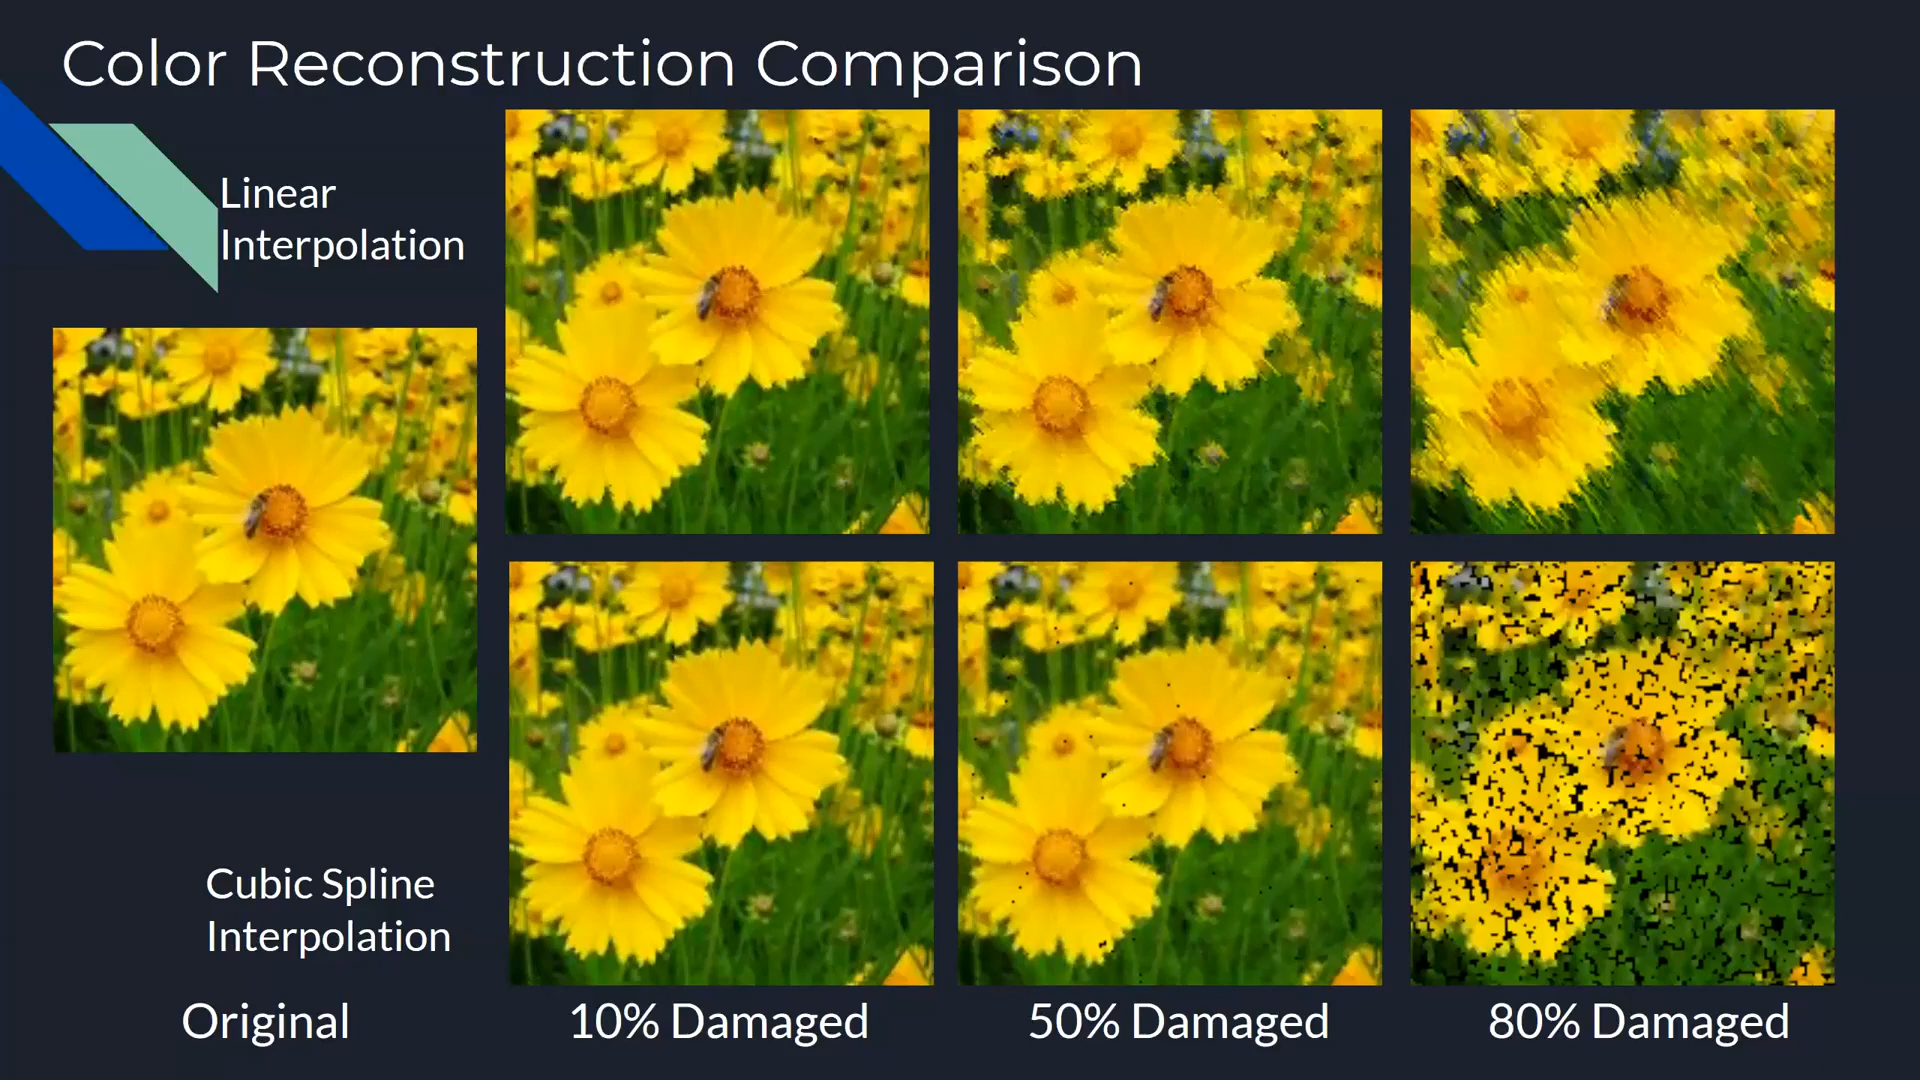 Color Reconstruction Comparison
Linear
Interpolation
Cubic Spline
Interpolation
Original
10% Damaged
50% Damaged
80% Damaged